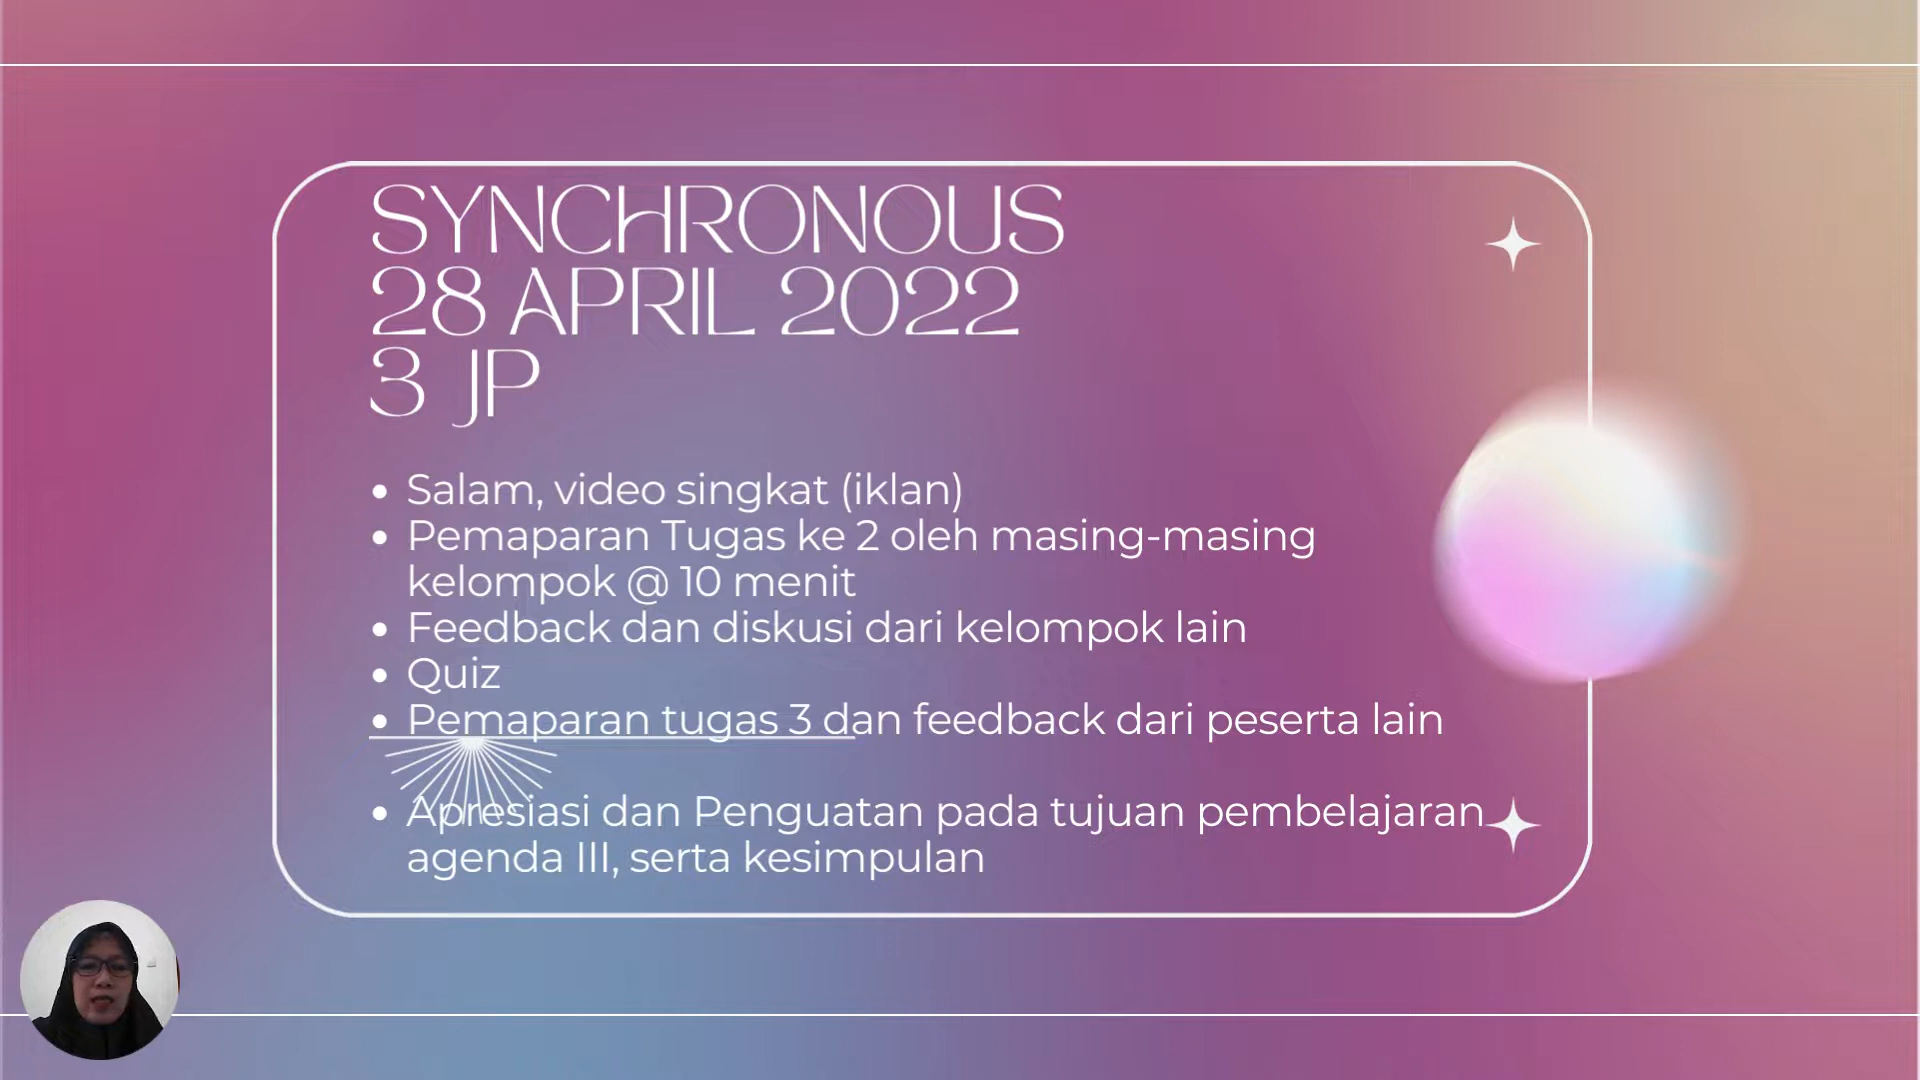 SYNCHRONOUS
28 APRIL 2022
3 JP
• Salam, video singkat (iklan)
• Pemaparan Tugas ke 2 oleh masing-masing
kelompok @ 10 menit
• Feedback dan diskusi dari kelompok lain
• Quiz
• Pemaparan tugas 3 dan feedback dari peserta lain
• Apresiasi dan Penguatan pada tujuan pembelajaran
agenda III, serta kesimpulan